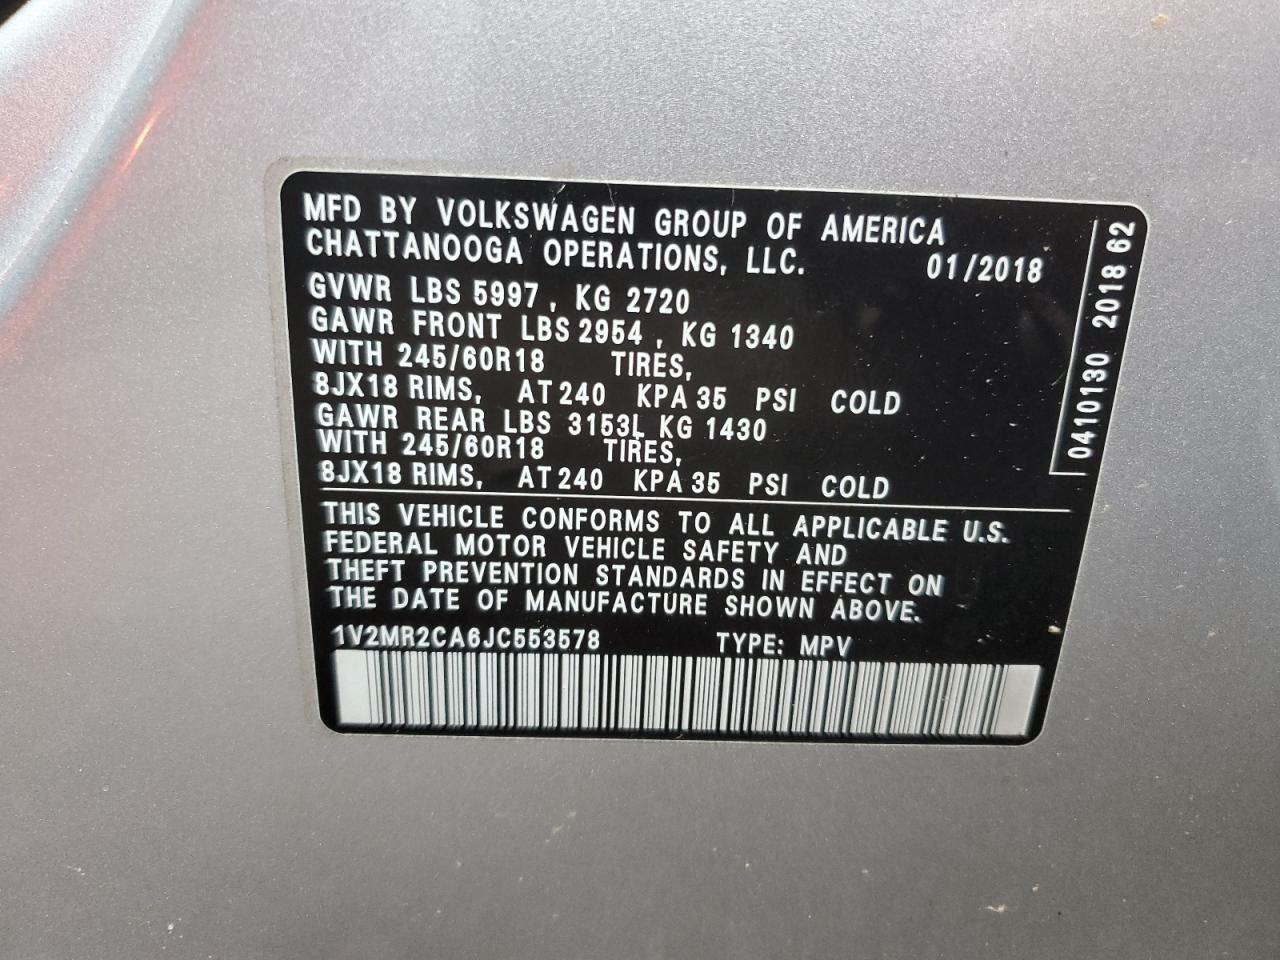 MFD BY VOLKSWAGEN GROUP OF AMERICA
CHATTANOOGA OPERATIONS, LLC. 01/2018
GVWR LBS 5997 , KG 2720
GAWR FRONT LBS 2954 , KG 1340
WITH 245/60R18 TIRES,
8JX18 RIMS, AT 240 KPA 35 PSI COLD
GAWR REAR LBS 3153L KG 1430
WITH 245/60R18 TIRES,
8JX18 RIMS, AT 240 KPA 35 PSI COLD
THIS VEHICLE CONFORMS TO ALL APPLICABLE U.S.
FEDERAL MOTOR VEHICLE SAFETY AND
THEFT PREVENTION STANDARDS IN EFFECT ON
THE DATE OF MANUFACTURE SHOWN ABOVE.
1V2MR2CA6JC553578 TYPE: MPV
0410130 2018 62